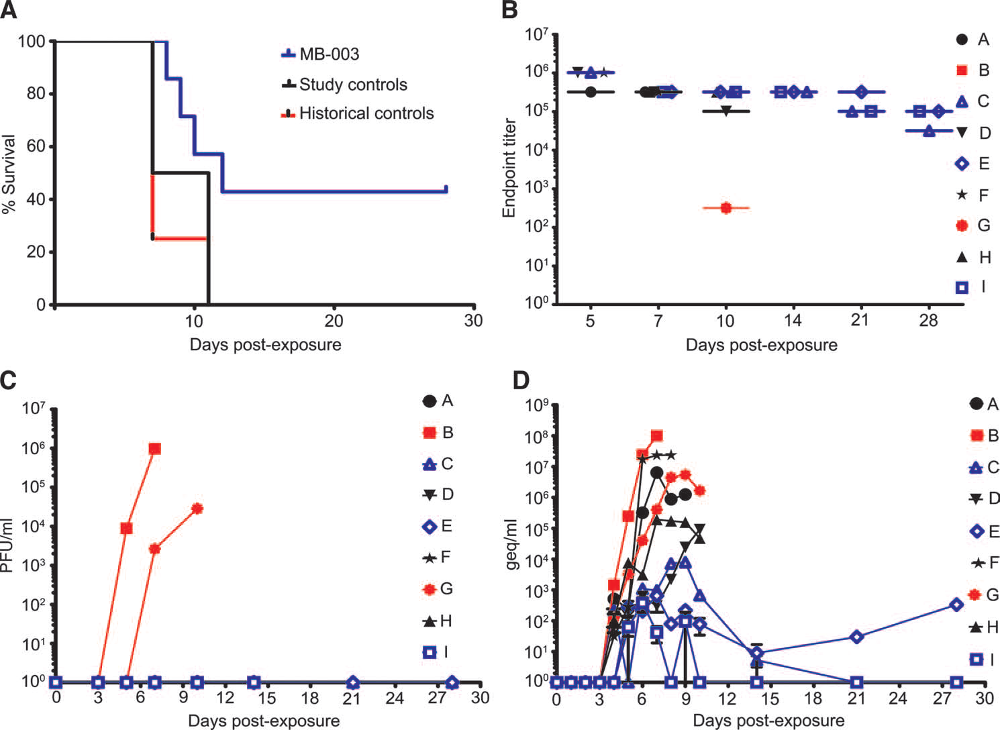 A
100
80
60
40
20
0
% Survival
10
20
30
Days post-exposure
MB-003
Study controls
Historical controls
B
10⁷
10⁶
10⁵
10⁴
10³
10²
10¹
10⁰
Endpoint titer
5 7 10 14 21 28
Days post-exposure
A
B
C
D
E
F
G
H
I
C
10⁷
10⁶
10⁵
10⁴
10³
10²
10¹
10⁰
PFU/ml
0 3 6 9 12 15 18 21 24 27 30
Days post-exposure
A
B
C
D
E
F
G
H
I
D
10⁹
10⁸
10⁷
10⁶
10⁵
10⁴
10³
10²
10¹
10⁰
geq/ml
0 3 6 9 12 15 18 21 24 27 30
Days post-exposure
A
B
C
D
E
F
G
H
I